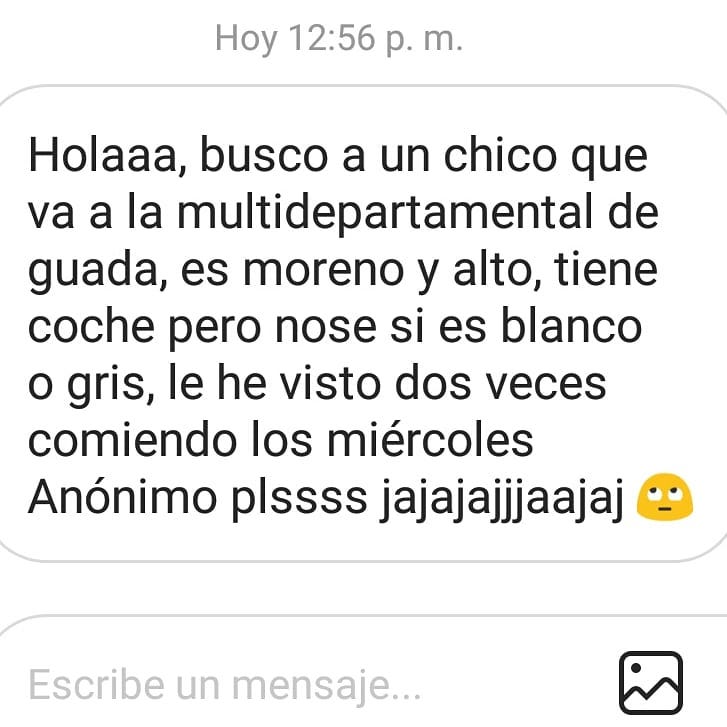 Hoy 12:56 p. m.
Holaaa, busco a un chico que
va a la multidepartamental de
guada, es moreno y alto, tiene
coche pero nose si es blanco
o gris, le he visto dos veces
comiendo los miércoles
Anónimo plssss jajajajjjaajaj 🙄
Escribe un mensaje...